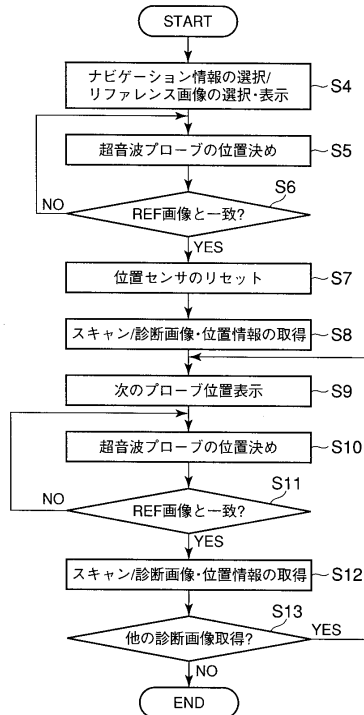 START
ナビゲーション情報の選択/
リファレンス画像の選択・表示
S4
超音波プローブの位置決め
S5
S6
NO
REF画像と一致?
YES
位置センサのリセット
S7
スキャン/診断画像・位置情報の取得
S8
次のプローブ位置表示
S9
超音波プローブの位置決め
S10
S11
NO
REF画像と一致?
YES
スキャン/診断画像・位置情報の取得
S12
S13
他の診断画像取得?
YES
NO
END